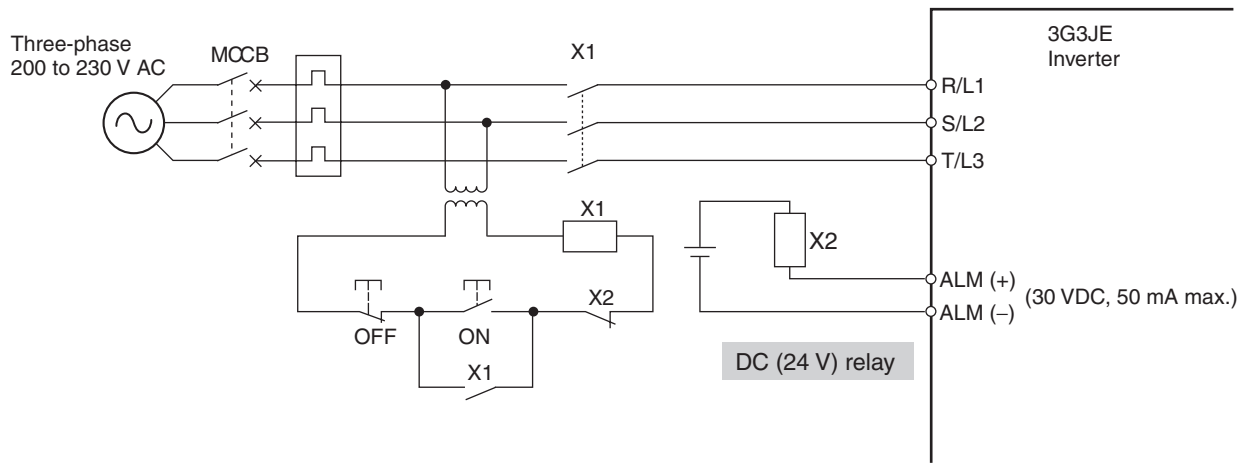 Three-phase
200 to 230 V AC
MCCB
X1
3G3JE
Inverter
R/L1
S/L2
T/L3
X1
X2
ALM (+)
(30 VDC, 50 mA max.)
ALM (−)
X2
OFF
ON
X1
DC (24 V) relay